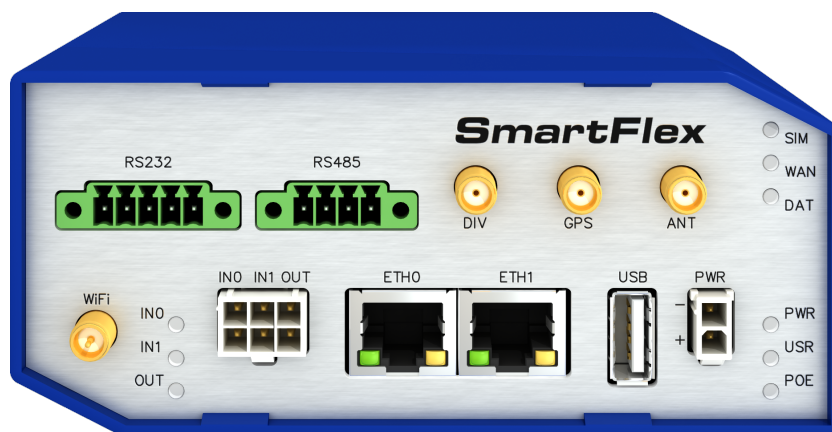 SmartFlex
SIM
WAN
DAT
RS232
RS485
DIV
GPS
ANT
WiFi
IN0
IN1
OUT
IN0 IN1 OUT
ETH0
ETH1
USB
PWR
−
+
PWR
USR
POE